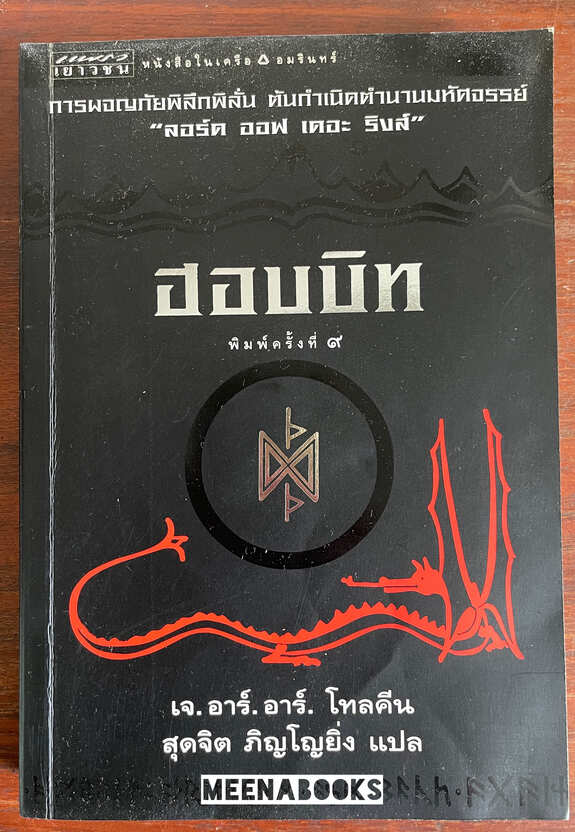 แพรว
เยาวชน
หนังสือในเครือ อมรินทร์
การผจญภัยพิลึกพิลั่น ต้นกำเนิดตำนานมหัศจรรย์
“ลอร์ด ออฟ เดอะ ริงส์”
ฮอบบิท
พิมพ์ครั้งที่ ๙
เจ. อาร์. อาร์. โทลคีน
สุดจิต ภิญโญยิ่ง แปล
MEENABOOKS